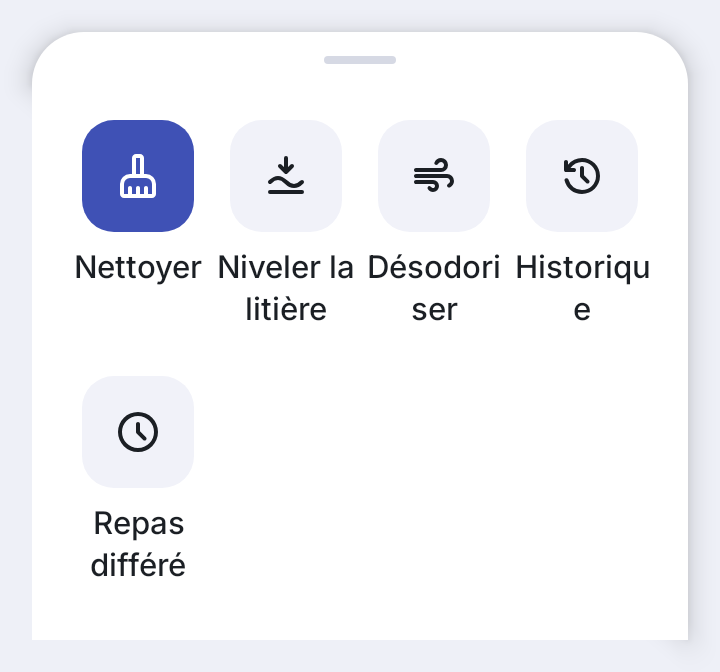 Nettoyer
Niveler la
litière
Désodori
ser
Historiqu
e
Repas
différé